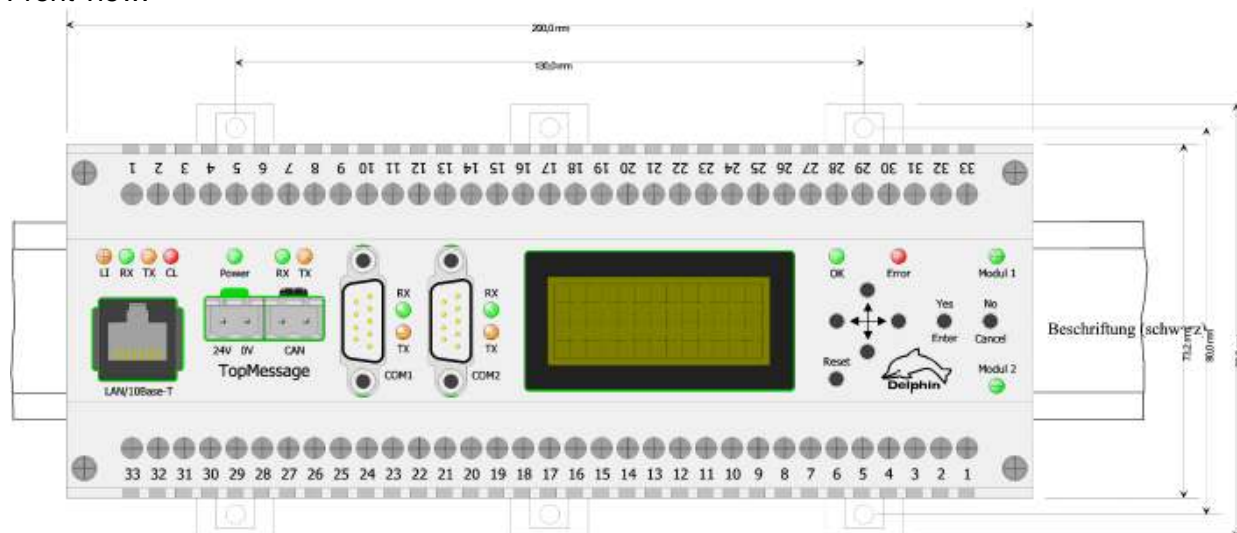 Front view:
200,0 mm
130,0 mm
1 2 3 4 5 6 7 8 9 10 11 12 13 14 15 16 17 18 19 20 21 22 23 24 25 26 27 28 29 30 31 32 33
LI RX TX CL Power RX TX OK Error Modul 1
RX RX Yes No
24V 0V CAN TX TX Enter Cancel
Beschriftung (schwarz)
73,2 mm
80,0 mm
TopMessage COM1 COM2 Reset Delphin Modul 2
LAN/10Base-T
33 32 31 30 29 28 27 26 25 24 23 22 21 20 19 18 17 16 15 14 13 12 11 10 9 8 7 6 5 4 3 2 1